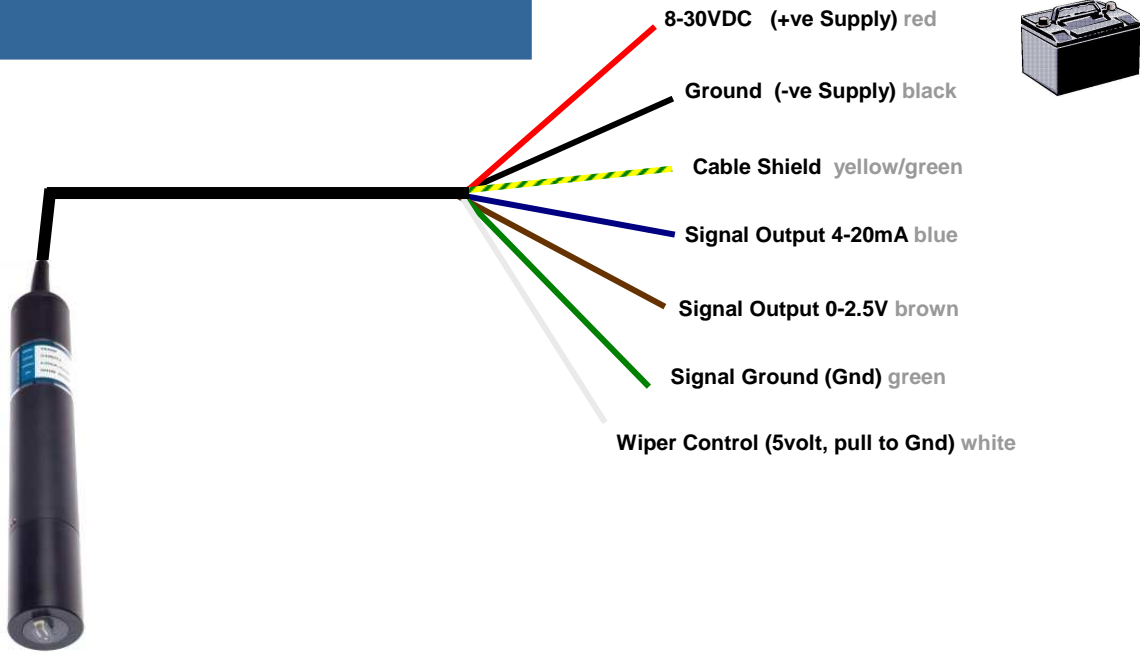 8-30VDC (+ve Supply) red
Ground (-ve Supply) black
Cable Shield yellow/green
Signal Output 4-20mA blue
Signal Output 0-2.5V brown
Signal Ground (Gnd) green
Wiper Control (5volt, pull to Gnd) white